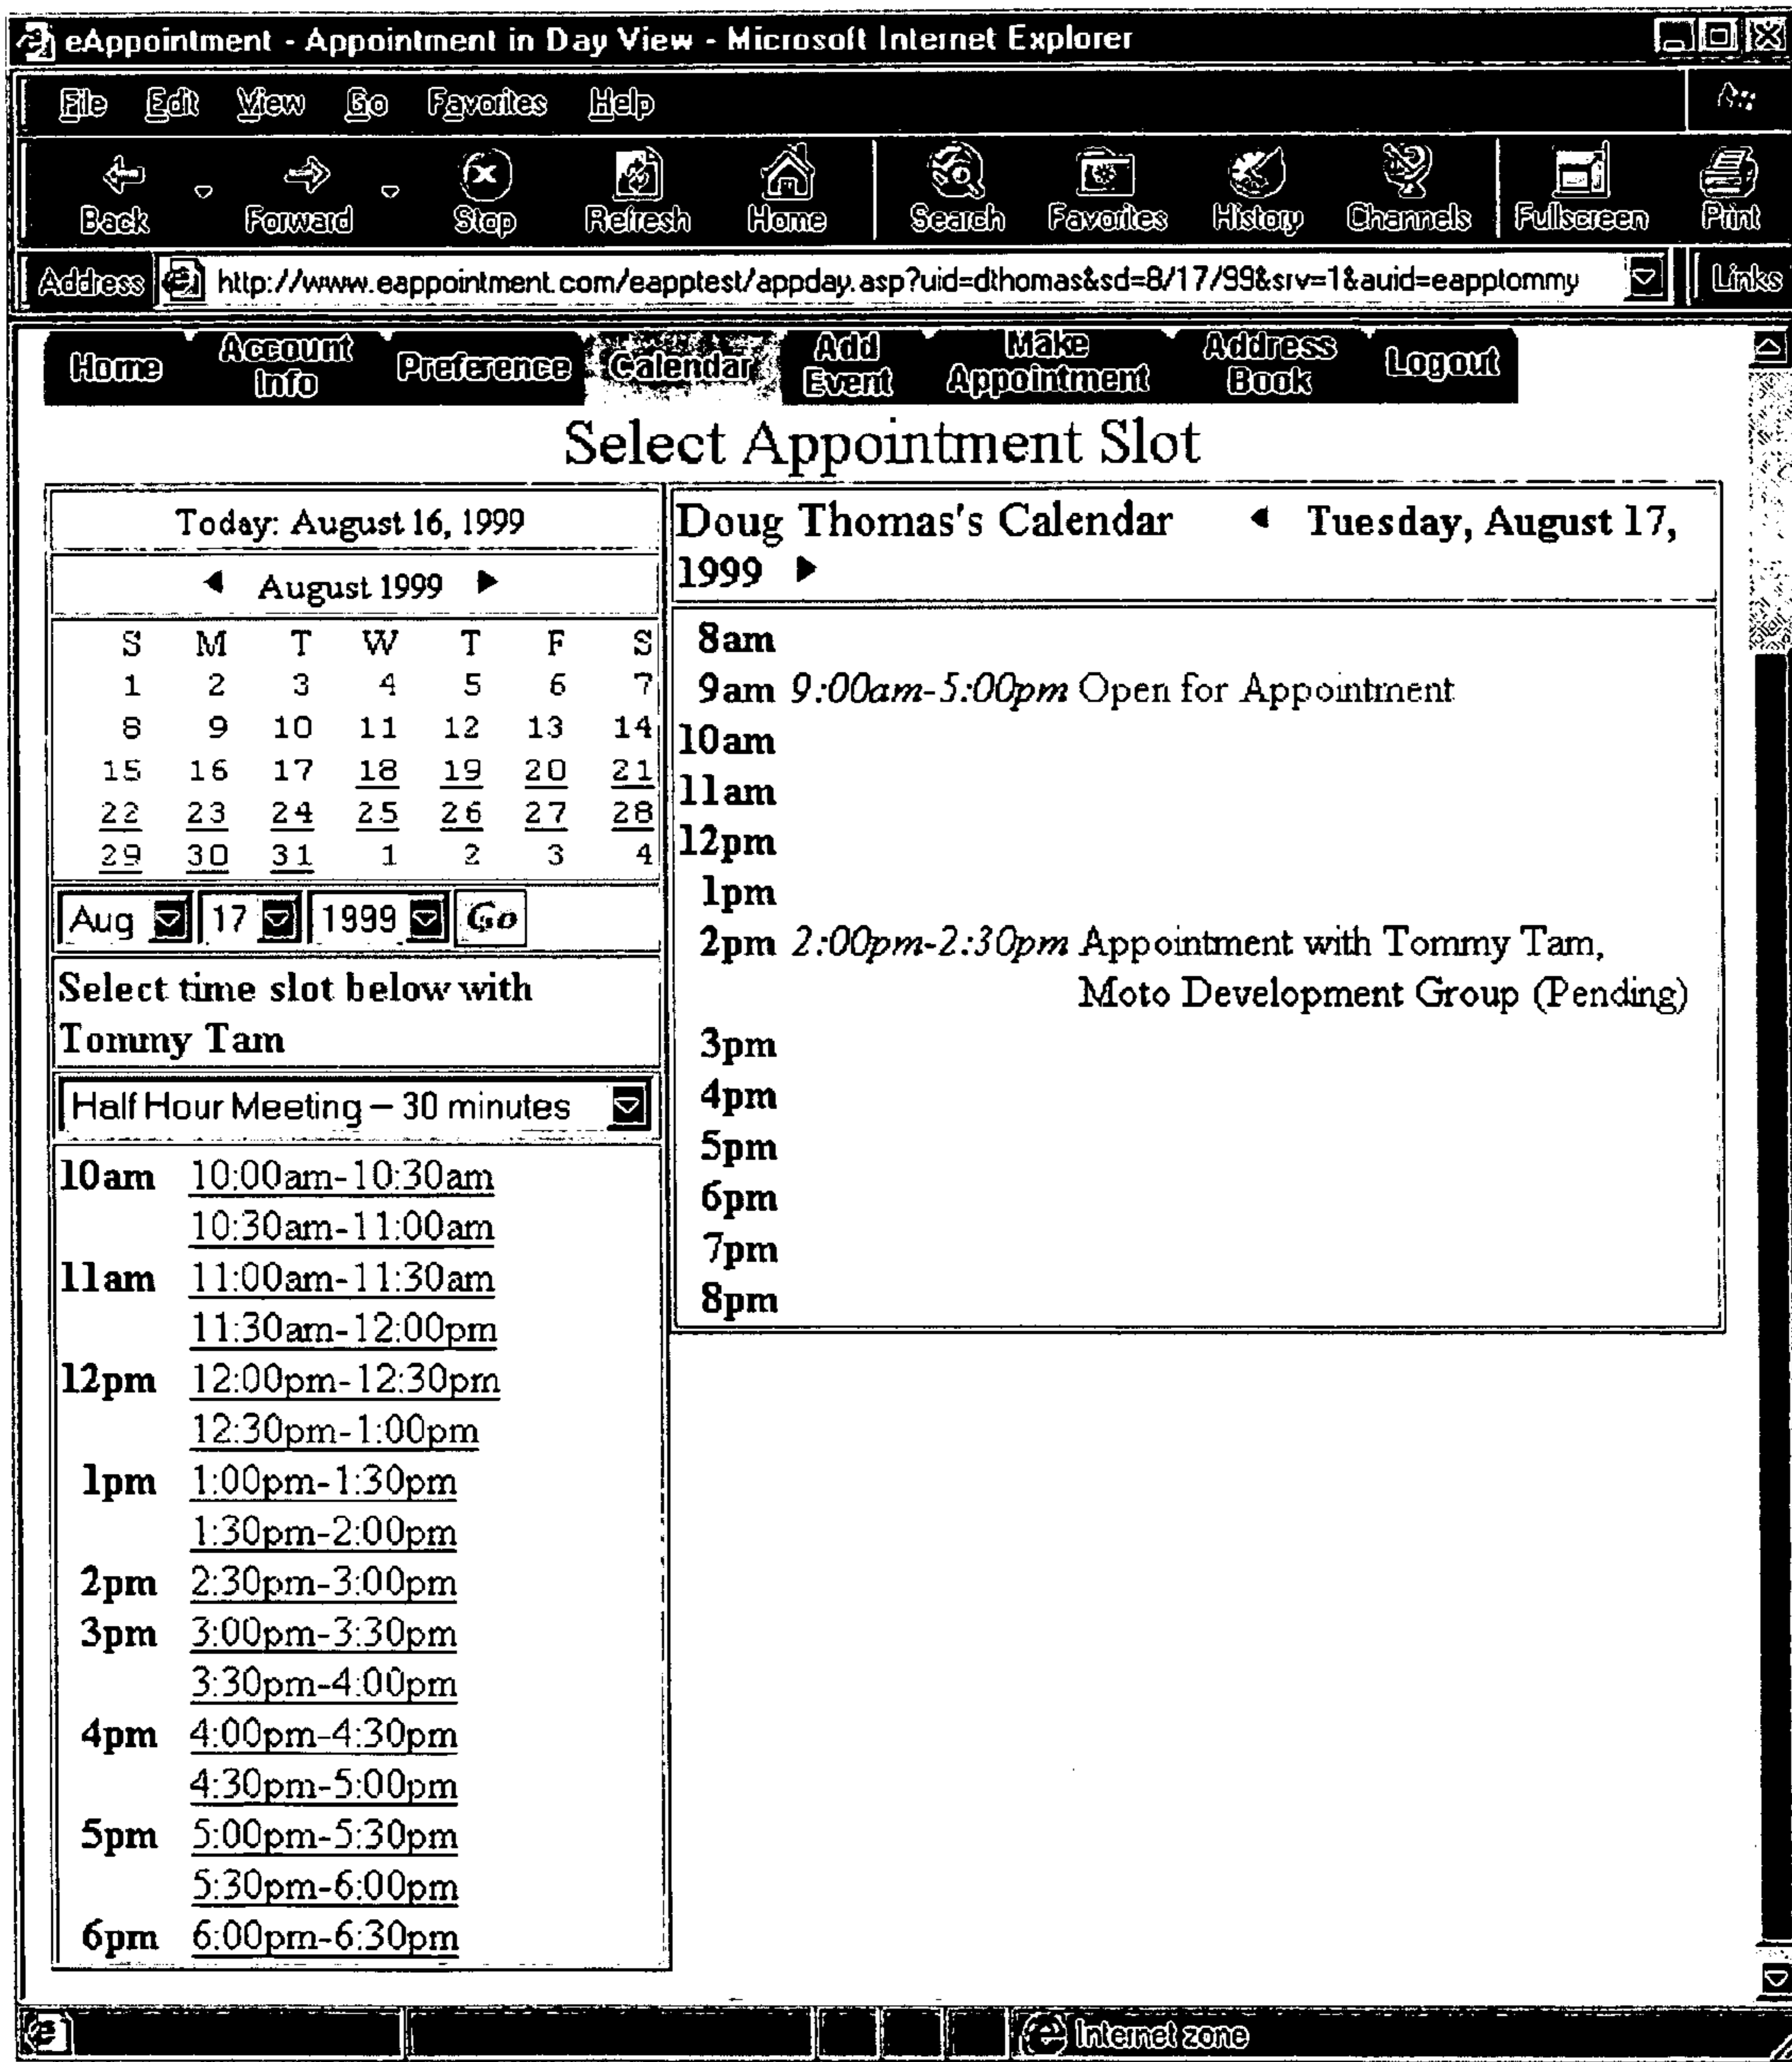 eAppointment - Appointment in Day View - Microsoft Internet Explorer
File Edit View Go Favorites Help
Back Forward Stop Refresh Home Search Favorites History Channels Fullscreen Print
Address http://www.eappointment.com/eapptest/appday.asp?uid=dthomas&sd=8/17/99&srv=1&auid=eapptommy Links
Home Account Info Preference Calendar Add Event Make Appointment Address Book Logout
Select Appointment Slot
Today: August 16, 1999
◄ August 1999 ►
S M T W T F S
1 2 3 4 5 6 7
8 9 10 11 12 13 14
15 16 17 18 19 20 21
22 23 24 25 26 27 28
29 30 31 1 2 3 4
Aug 17 1999 Go
Select time slot below with
Tommy Tam
Half Hour Meeting – 30 minutes
10am 10:00am-10:30am
10:30am-11:00am
11am 11:00am-11:30am
11:30am-12:00pm
12pm 12:00pm-12:30pm
12:30pm-1:00pm
1pm 1:00pm-1:30pm
1:30pm-2:00pm
2pm 2:30pm-3:00pm
3pm 3:00pm-3:30pm
3:30pm-4:00pm
4pm 4:00pm-4:30pm
4:30pm-5:00pm
5pm 5:00pm-5:30pm
5:30pm-6:00pm
6pm 6:00pm-6:30pm
Doug Thomas's Calendar ◄ Tuesday, August 17,
1999 ►
8am
9am 9:00am-5:00pm Open for Appointment
10am
11am
12pm
1pm
2pm 2:00pm-2:30pm Appointment with Tommy Tam,
Moto Development Group (Pending)
3pm
4pm
5pm
6pm
7pm
8pm
Internet zone